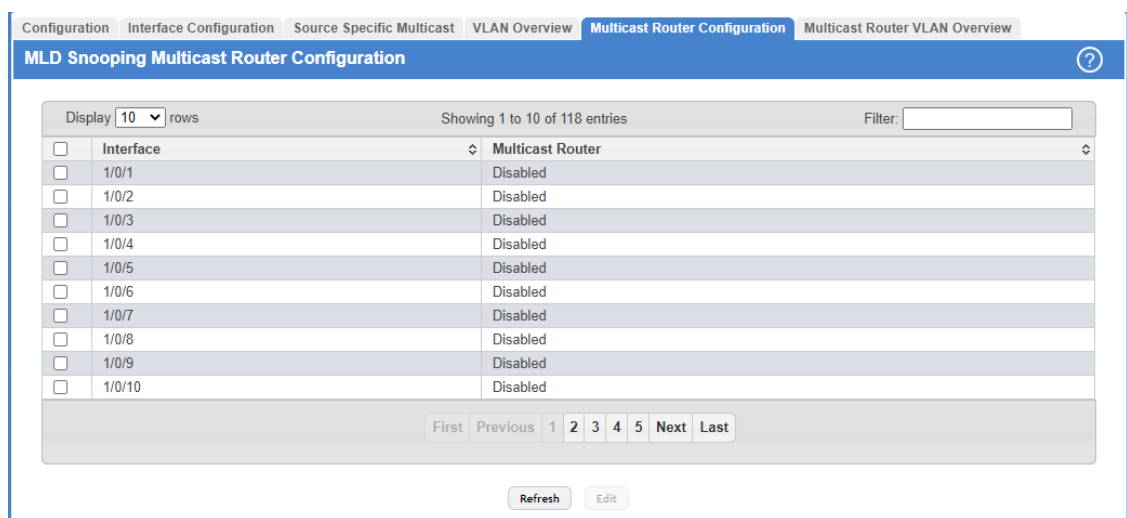 Configuration Interface Configuration Source Specific Multicast VLAN Overview Multicast Router Configuration Multicast Router VLAN Overview
MLD Snooping Multicast Router Configuration ?
Display 10 rows Showing 1 to 10 of 118 entries Filter:
Interface Multicast Router
1/0/1 Disabled
1/0/2 Disabled
1/0/3 Disabled
1/0/4 Disabled
1/0/5 Disabled
1/0/6 Disabled
1/0/7 Disabled
1/0/8 Disabled
1/0/9 Disabled
1/0/10 Disabled
First Previous 1 2 3 4 5 Next Last
Refresh Edit